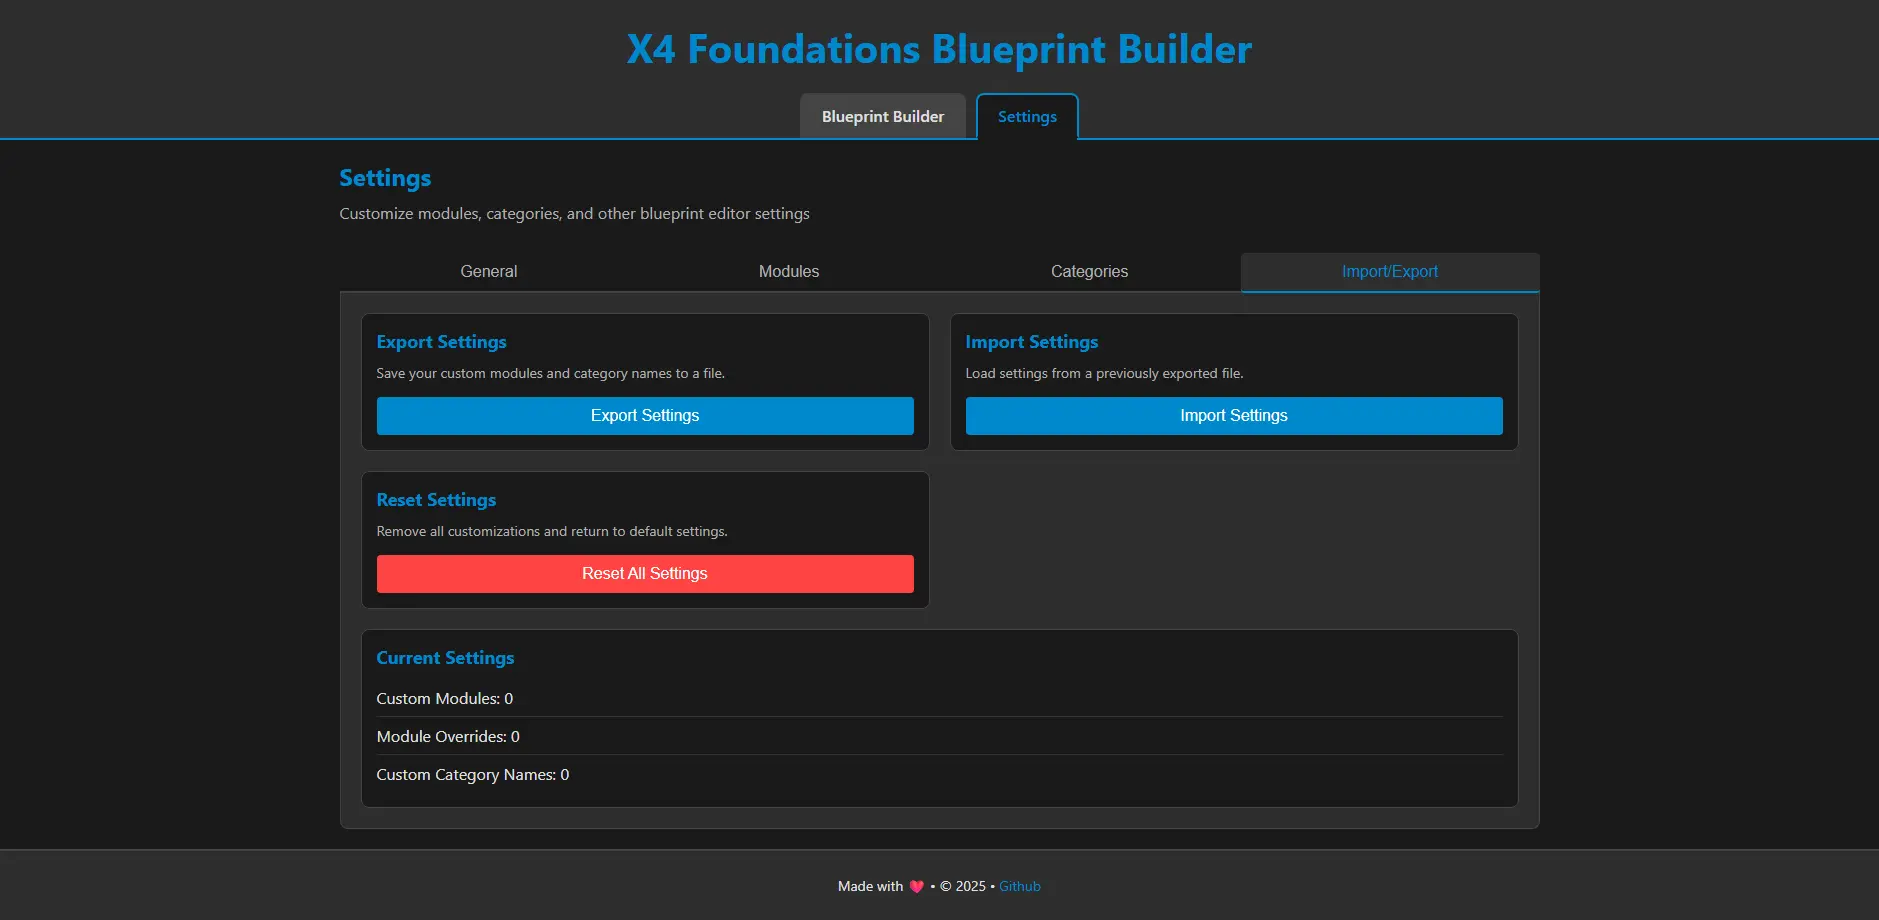 X4 Foundations Blueprint Builder
Blueprint Builder
Settings
Settings
Customize modules, categories, and other blueprint editor settings
General
Modules
Categories
Import/Export
Export Settings
Save your custom modules and category names to a file.
Export Settings
Import Settings
Load settings from a previously exported file.
Import Settings
Reset Settings
Remove all customizations and return to default settings.
Reset All Settings
Current Settings
Custom Modules: 0
Module Overrides: 0
Custom Category Names: 0
Made with 💗 • © 2025 • Github